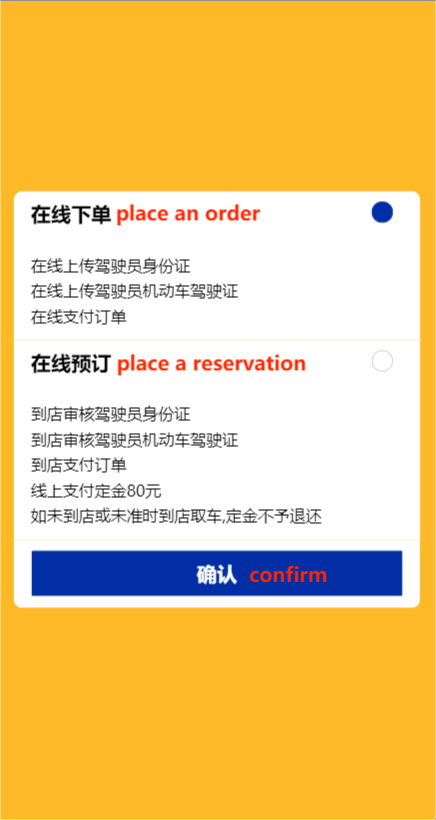 在线下单 place an order
在线上传驾驶员身份证
在线上传驾驶员机动车驾驶证
在线支付订单
在线预订 place a reservation
到店审核驾驶员身份证
到店审核驾驶员机动车驾驶证
到店支付订单
线上支付定金80元
如未到店或未准时到店取车,定金不予退还
确认 confirm